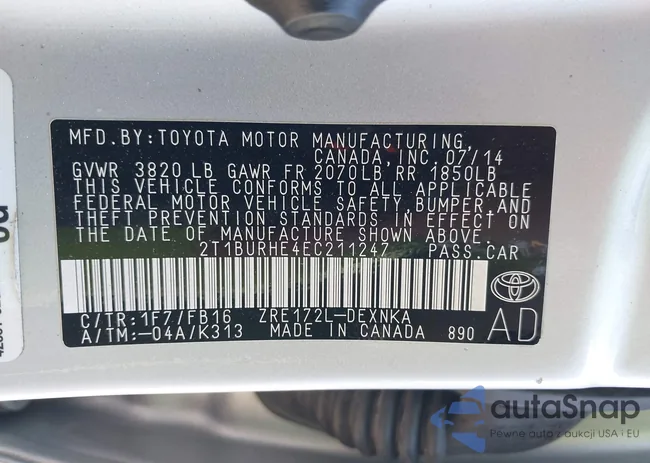 MFD.BY:TOYOTA MOTOR MANUFACTURING,
CANADA,INC.07/14
GVWR 3820 LB GAWR FR 2070LB,RR 1850LB
THIS VEHICLE CONFORMS TO ALL APPLICABLE
FEDERAL MOTOR VEHICLE SAFETY,BUMPER,AND
THEFT PREVENTION STANDARDS IN EFFECT ON
THE DATE OF MANUFACTURE SHOWN ABOVE.
2T1BURHE4EC211247 PASS.CAR
C/TR:1F7/FB16 ZRE172L-DEXNKA
A/TM:-04A/K313 MADE IN CANADA 890
AD
autaSnap
Pewne auto z aukcji USA i EU